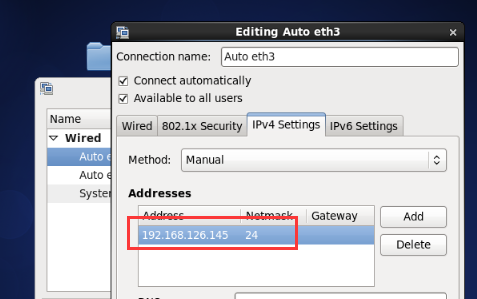 Editing Auto eth3
Connection name: Auto eth3
Connect automatically
Available to all users
Name
Wired
Auto e
Auto e
Syste
Wired 802.1x Security IPv4 Settings IPv6 Settings
Method: Manual
Addresses
Address Netmask Gateway
192.168.126.145 24
Add
Delete